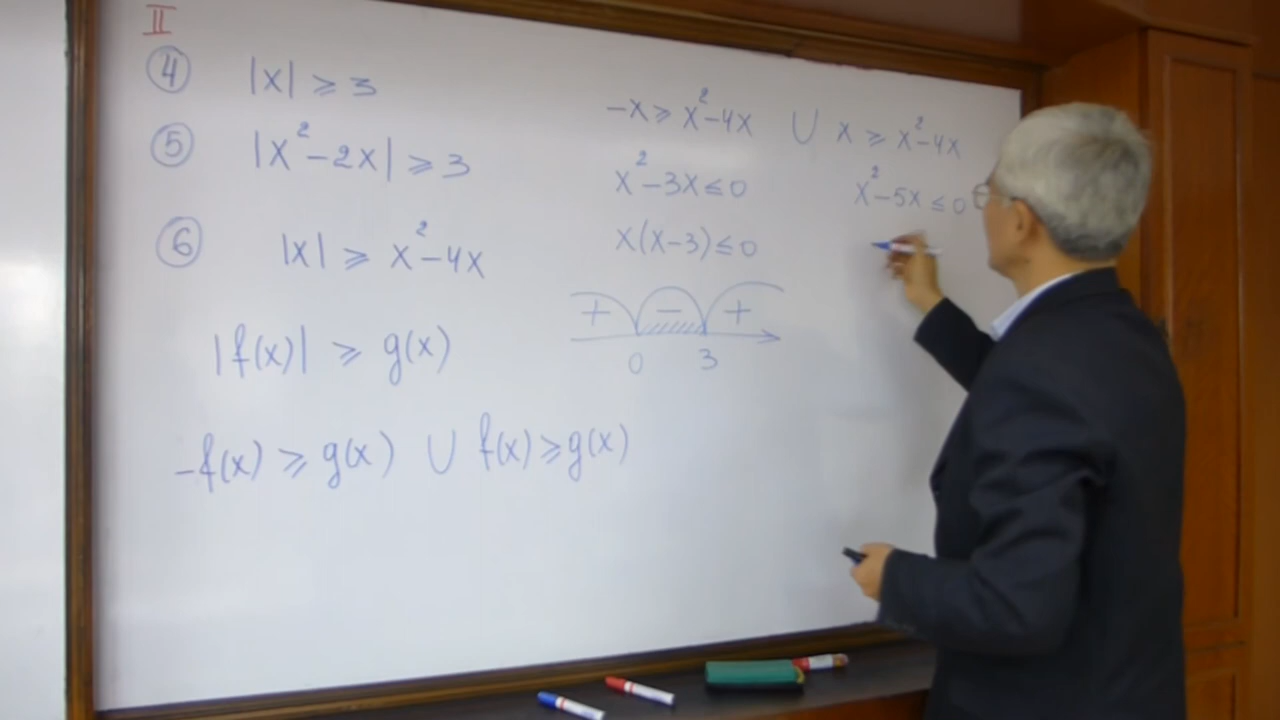 II
④ |x| ⩾ 3
⑤ |x²-2x| ⩾ 3
⑥ |x| ⩾ x²-4x
|f(x)| ⩾ g(x)
-f(x) ⩾ g(x) ∪ f(x) ⩾ g(x)
-x ⩾ x²-4x ∪ x ⩾ x²-4x
x²-3x ≤ 0 x²-5x ≤ 0
x(x-3) ≤ 0
+ - +
0 3